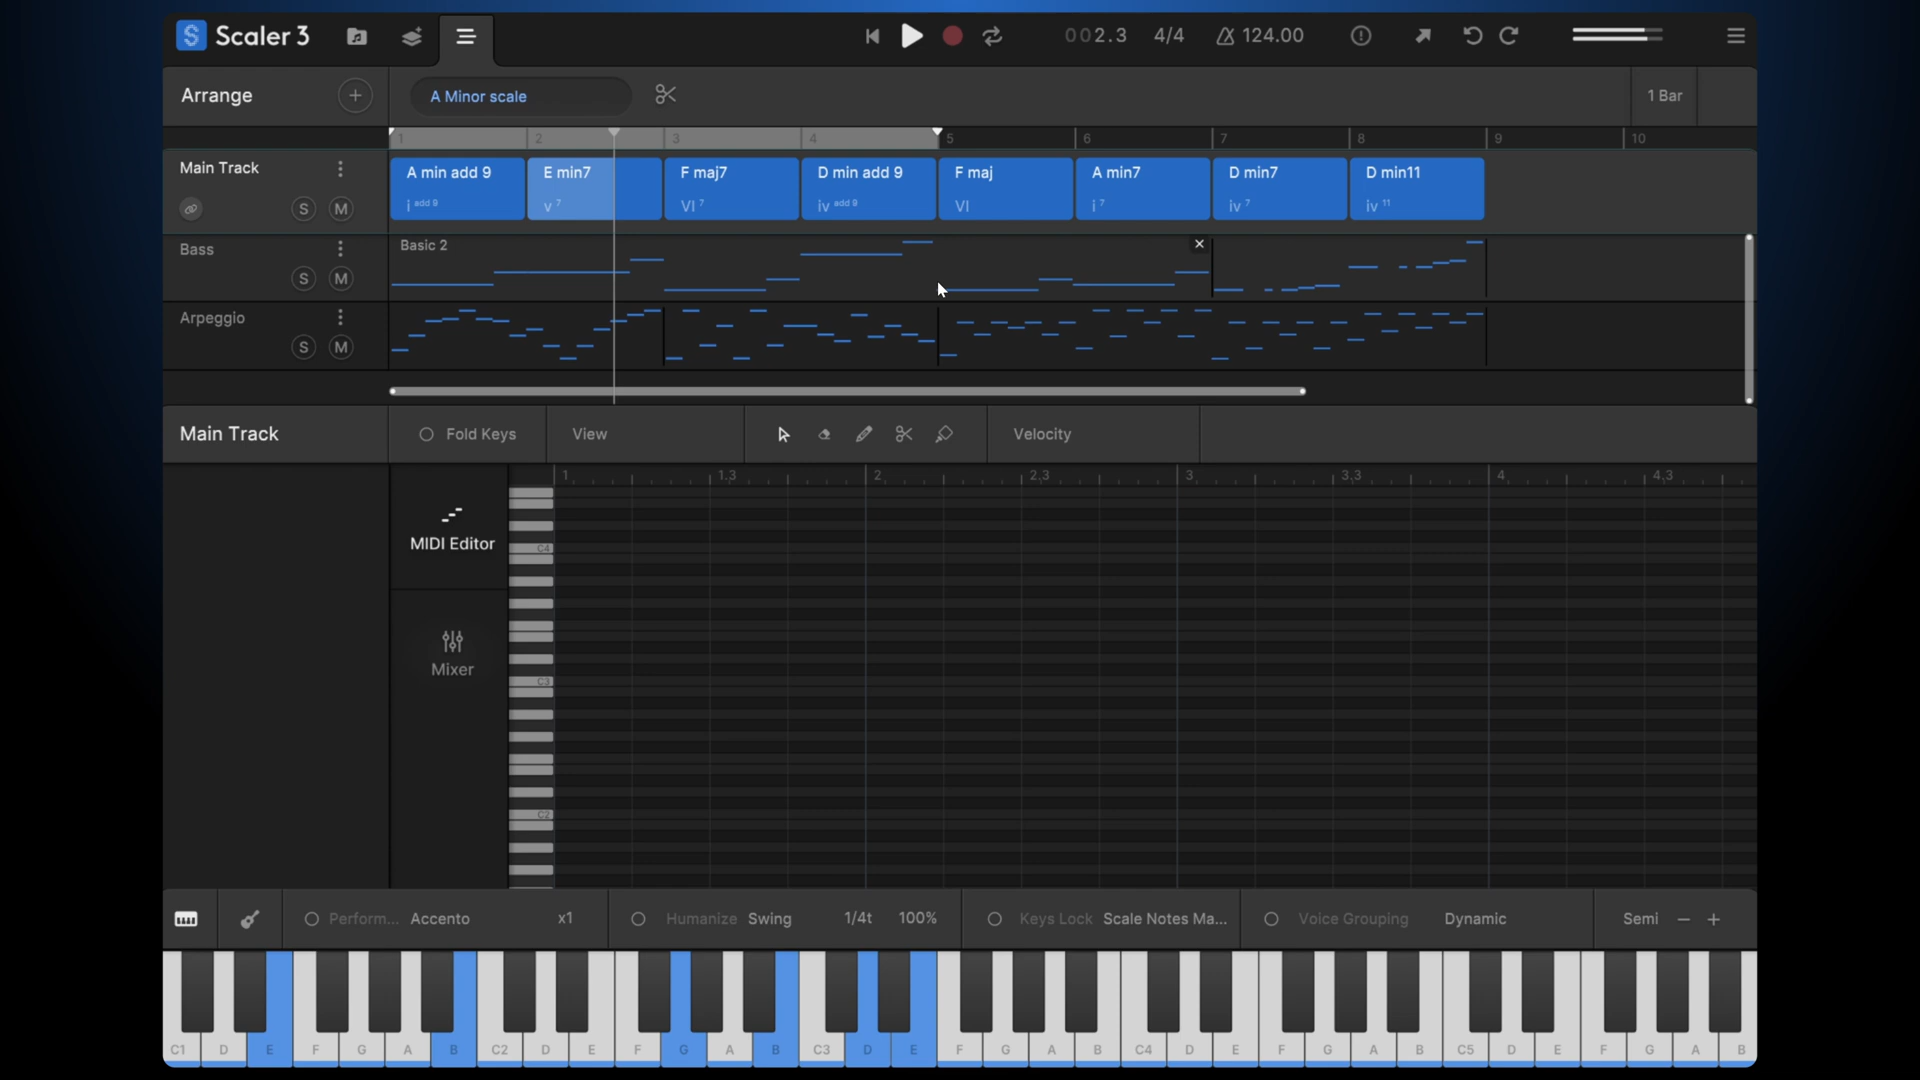 Scaler 3
002.3
4/4
124.00
Arrange
A Minor scale
1 Bar
1 2 3 4 5 6 7 8 9 10
Main Track
S M
A min add 9
i add 9
E min7
v 7
F maj7
VI 7
D min add 9
iv add 9
F maj
VI
A min7
i 7
D min7
iv 7
D min11
iv 11
Bass
S M
Basic 2
Arpeggio
S M
Main Track
Fold Keys
View
Velocity
1 1.3 2 2.3 3 3.3 4 4.3
MIDI Editor
Mixer
C4
C3
C2
Perform... Accento x1
Humanize Swing 1/4t 100%
Keys Lock Scale Notes Ma...
Voice Grouping Dynamic
Semi − +
C1 D E F G A B C2 D E F G A B C3 D E F G A B C4 D E F G A B C5 D E F G A B